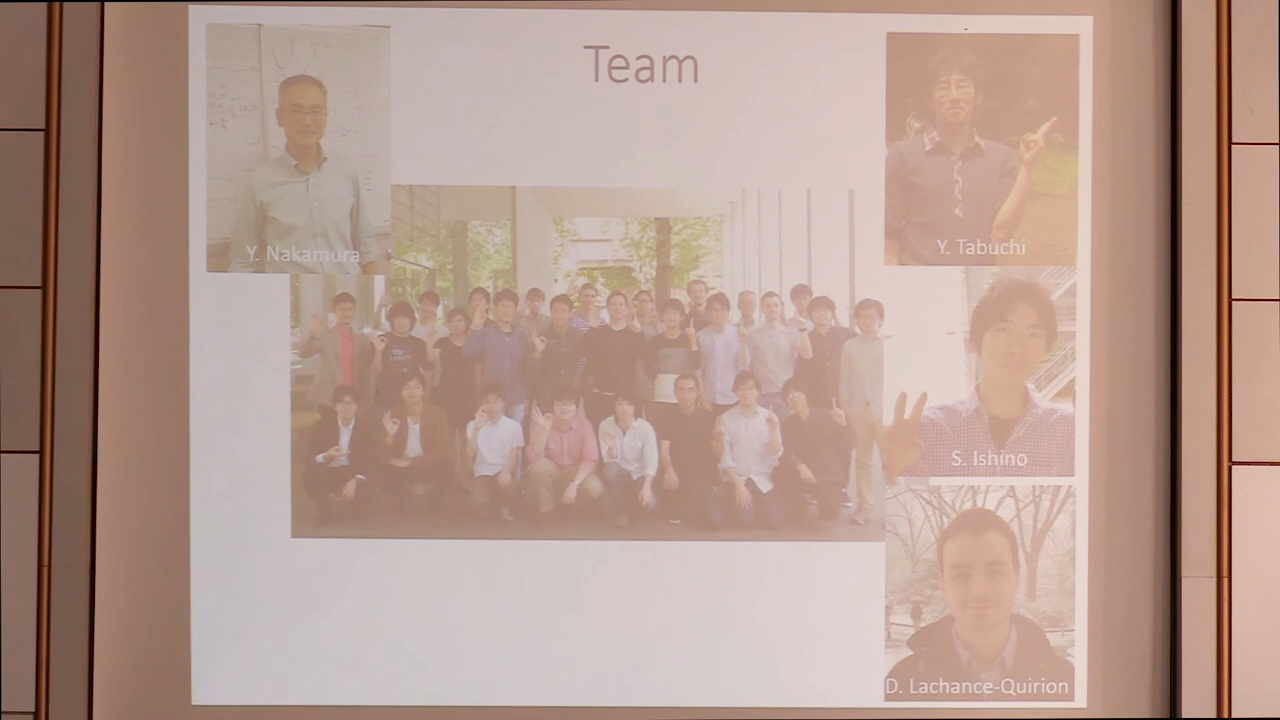 Team
Y. Nakamura
Y. Tabuchi
S. Ishino
D. Lachance-Quirion